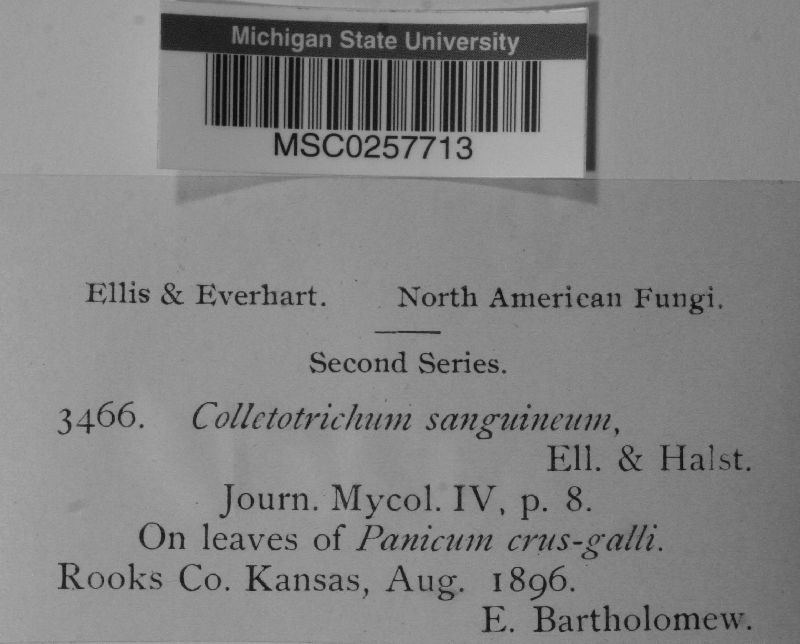 Michigan State University
MSC0257713
Ellis & Everhart. North American Fungi.
Second Series.
3466. Colletotrichum sanguineum,
Ell. & Halst.
Journ. Mycol. IV, p. 8.
On leaves of Panicum crus-galli.
Rooks Co. Kansas, Aug. 1896.
E. Bartholomew.